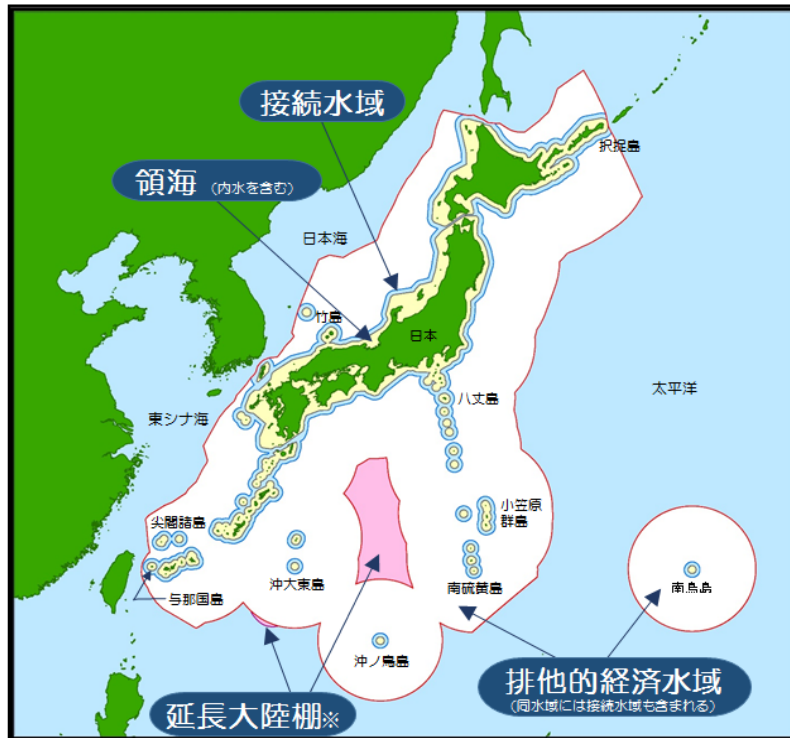 接続水域
択捉島
領海 (内水を含む)
日本海
竹島
日本
八丈島
太平洋
東シナ海
小笠原
群島
尖閣諸島
沖大東島
南硫黄島
南鳥島
与那国島
沖ノ鳥島
排他的経済水域
(同水域には接続水域も含まれる)
延長大陸棚※